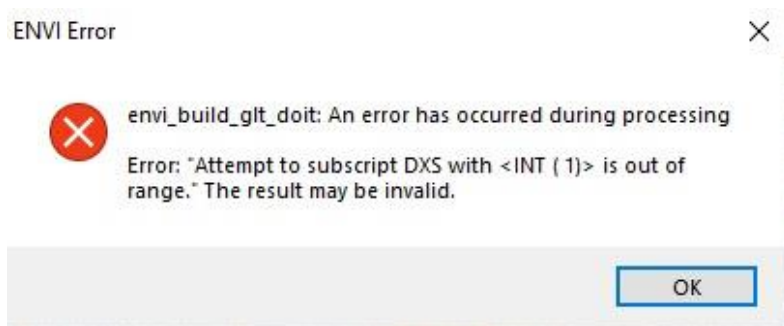 ENVI Error
envi_build_glt_doit: An error has occurred during processing
Error: "Attempt to subscript DXS with <INT ( 1)> is out of
range." The result may be invalid.
OK